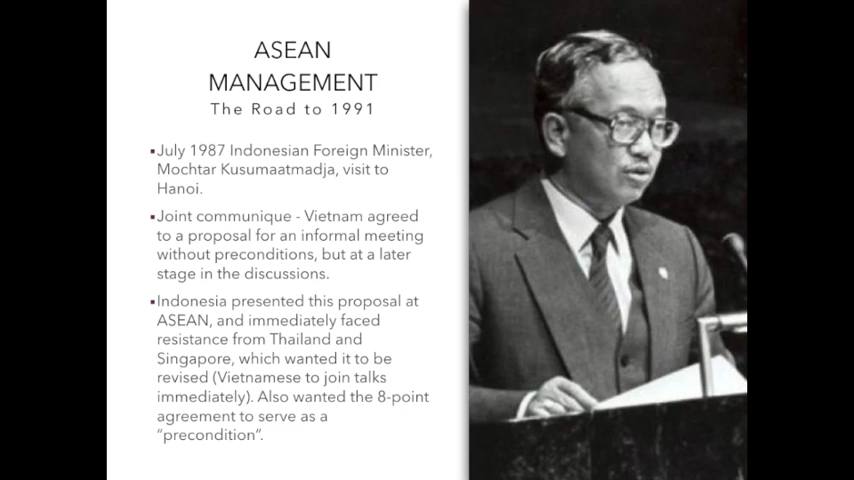 ASEAN
MANAGEMENT
The Road to 1991
▪July 1987 Indonesian Foreign Minister,
Mochtar Kusumaatmadja, visit to
Hanoi.
▪Joint communique - Vietnam agreed
to a proposal for an informal meeting
without preconditions, but at a later
stage in the discussions.
▪Indonesia presented this proposal at
ASEAN, and immediately faced
resistance from Thailand and
Singapore, which wanted it to be
revised (Vietnamese to join talks
immediately). Also wanted the 8-point
agreement to serve as a
“precondition”.